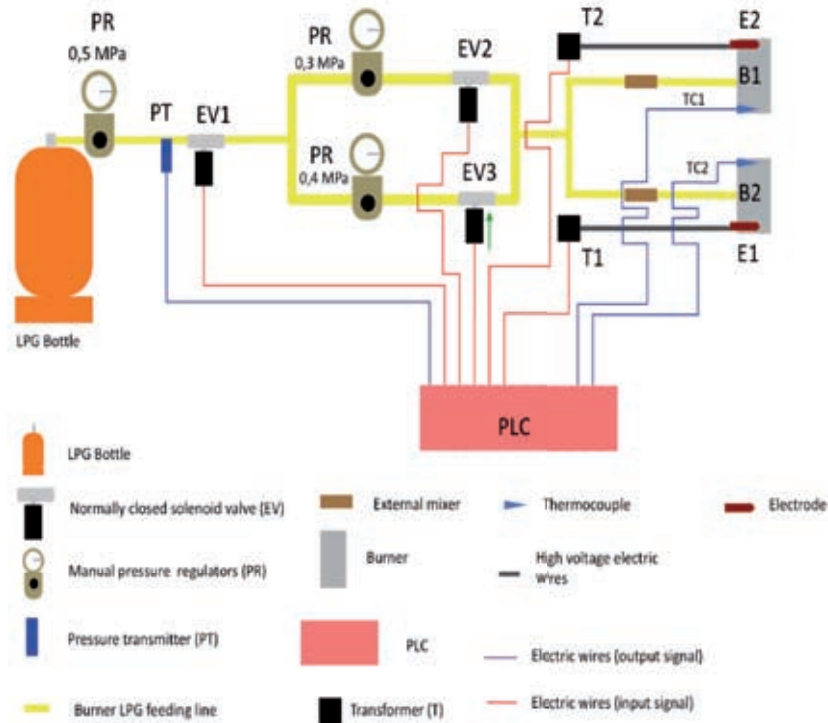 PR
0,5 MPa
PT
EV1
PR
0,3 MPa
PR
0,4 MPa
EV2
EV3
T2
T1
E2
B1
TC1
TC2
B2
E1
LPG Bottle
PLC
LPG Bottle
Normally closed solenoid valve (EV)
Manual pressure regulators (PR)
Pressure transmitter (PT)
Burner LPG feeding line
External mixer
Burner
PLC
Transformer (T)
Thermocouple
High voltage electric
wires
Electric wires (output signal)
Electric wires (input signal)
Electrode